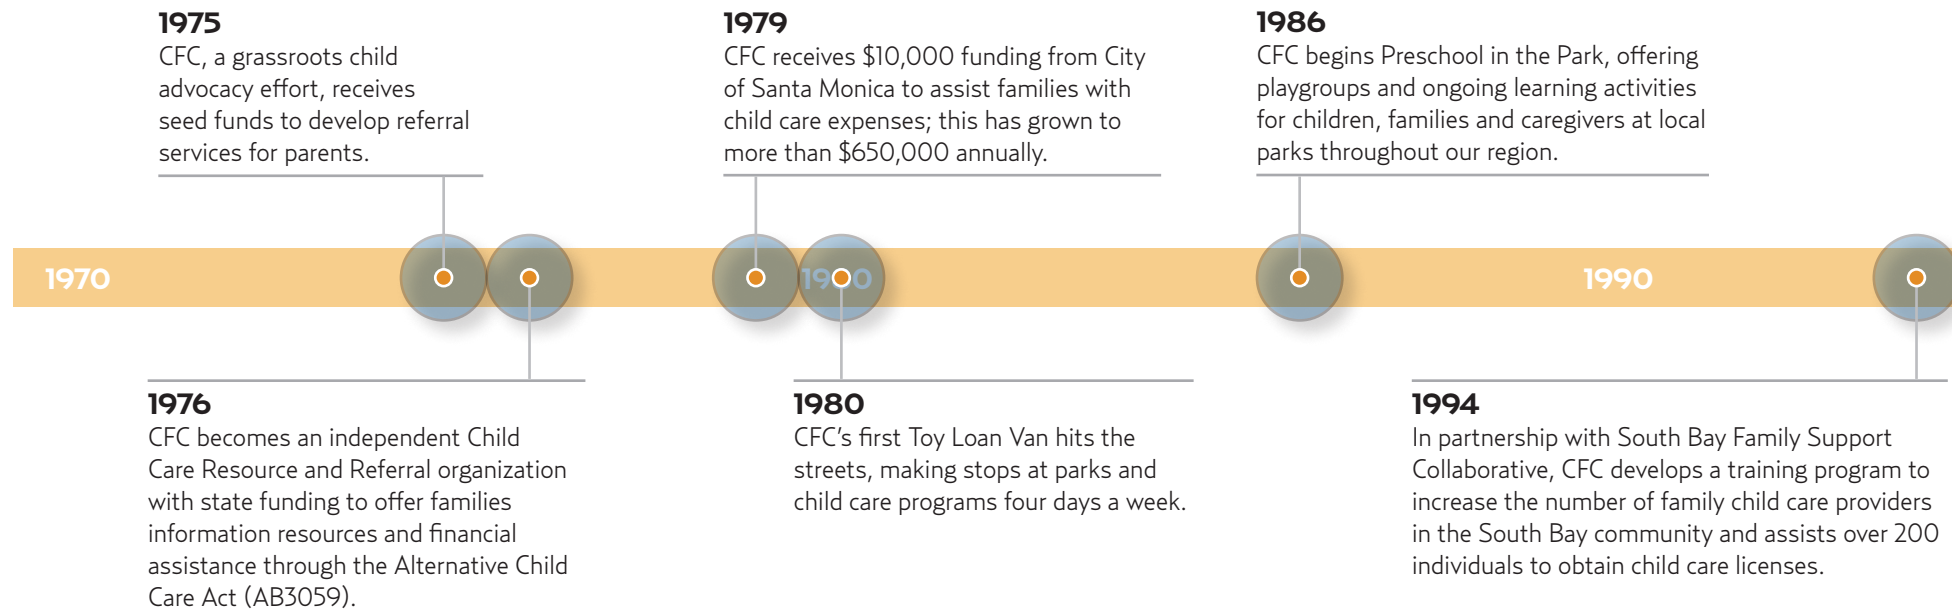 1975
CFC, a grassroots child
advocacy effort, receives
seed funds to develop referral
services for parents.
1979
CFC receives $10,000 funding from City
of Santa Monica to assist families with
child care expenses; this has grown to
more than $650,000 annually.
1986
CFC begins Preschool in the Park, offering
playgroups and ongoing learning activities
for children, families and caregivers at local
parks throughout our region.
1970
1980
1990
1976
CFC becomes an independent Child
Care Resource and Referral organization
with state funding to offer families
information resources and financial
assistance through the Alternative Child
Care Act (AB3059).
1980
CFC’s first Toy Loan Van hits the
streets, making stops at parks and
child care programs four days a week.
1994
In partnership with South Bay Family Support
Collaborative, CFC develops a training program to
increase the number of family child care providers
in the South Bay community and assists over 200
individuals to obtain child care licenses.